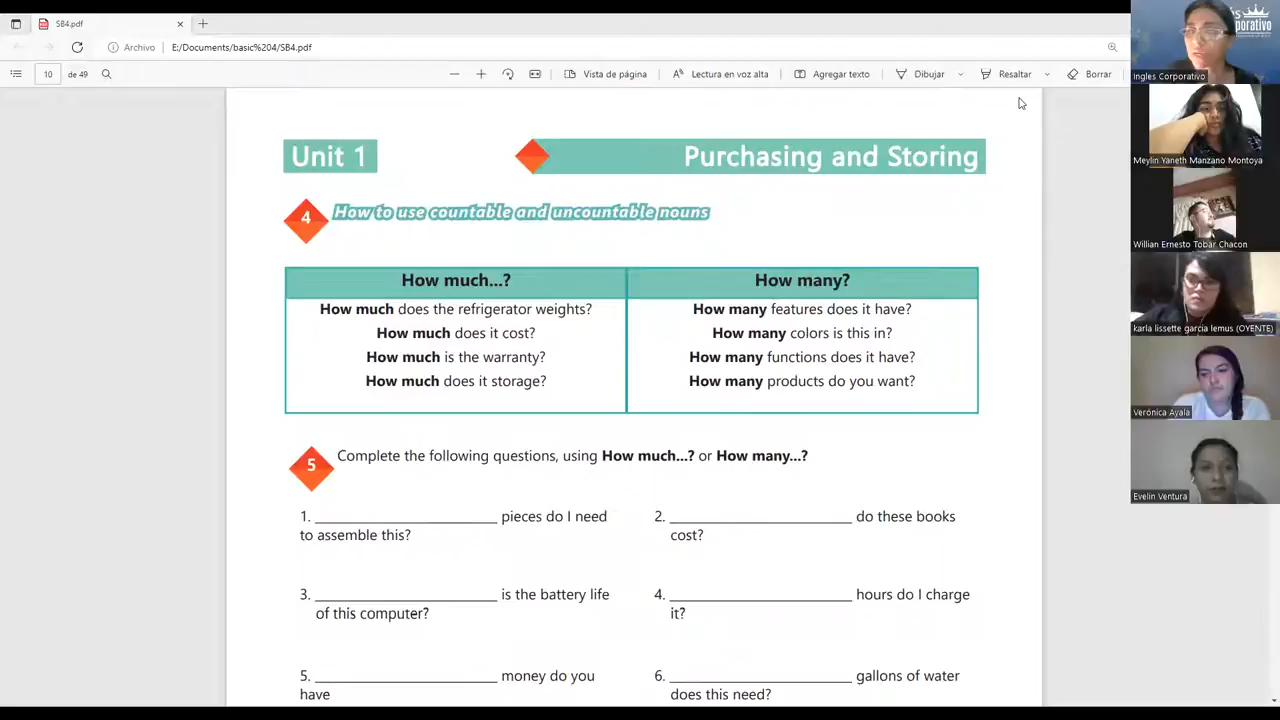 SB4.pdf
Archivo
E:/Documents/basic%204/SB4.pdf
10 de 49
Vista de página
Lectura en voz alta
Agregar texto
Dibujar
Resaltar
Borrar
Unit 1
Purchasing and Storing
4
How to use countable and uncountable nouns
How much...?
How many?
How much does the refrigerator weights?
How many features does it have?
How much does it cost?
How many colors is this in?
How much is the warranty?
How many functions does it have?
How much does it storage?
How many products do you want?
5
Complete the following questions, using How much...? or How many...?
1. ______________________ pieces do I need
to assemble this?
2. ______________________ do these books
cost?
3. ______________________ is the battery life
of this computer?
4. ______________________ hours do I charge
it?
5. ______________________ money do you
have
6. ______________________ gallons of water
does this need?
Ingles Corporativo
Meylin Yaneth Manzano Montoya
Willian Ernesto Tobar Chacon
karla lissette garcia lemus (OYENTE)
Verónica Ayala
Evelin Ventura